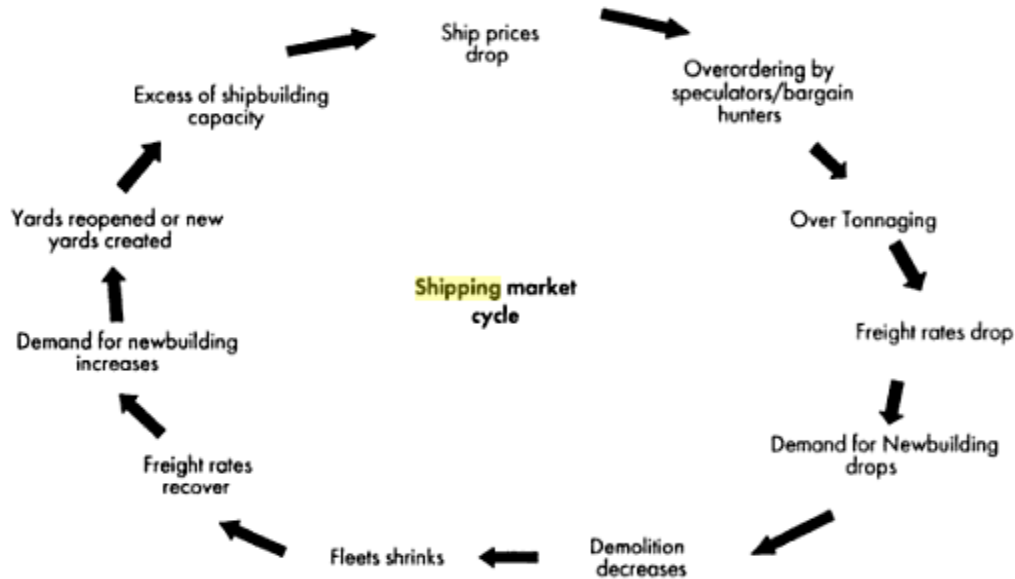 Ship prices
drop
Overordering by
speculators/bargain
hunters
Over Tonnaging
Freight rates drop
Demand for Newbuilding
drops
Demolition
decreases
Fleets shrinks
Freight rates
recover
Demand for newbuilding
increases
Yards reopened or new
yards created
Excess of shipbuilding
capacity
Shipping market
cycle